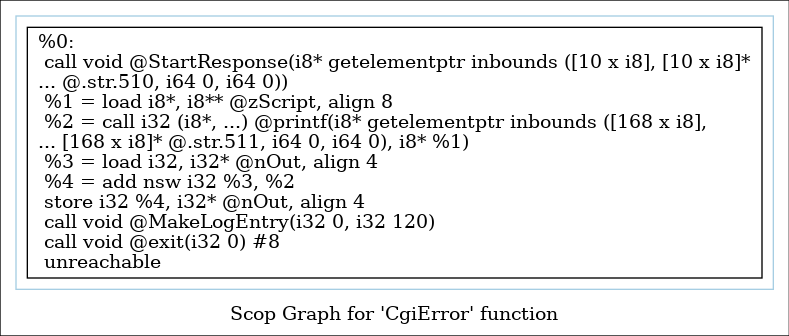 %0:
call void @StartResponse(i8* getelementptr inbounds ([10 x i8], [10 x i8]*
... @.str.510, i64 0, i64 0))
%1 = load i8*, i8** @zScript, align 8
%2 = call i32 (i8*, ...) @printf(i8* getelementptr inbounds ([168 x i8],
... [168 x i8]* @.str.511, i64 0, i64 0), i8* %1)
%3 = load i32, i32* @nOut, align 4
%4 = add nsw i32 %3, %2
store i32 %4, i32* @nOut, align 4
call void @MakeLogEntry(i32 0, i32 120)
call void @exit(i32 0) #8
unreachable
Scop Graph for 'CgiError' function